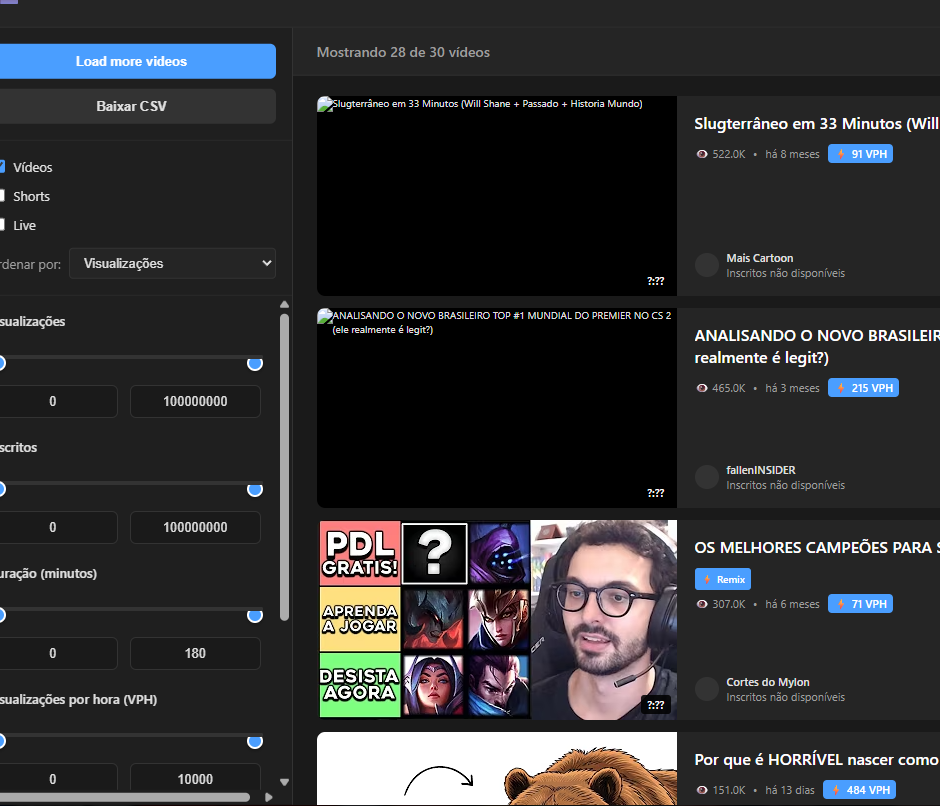 Load more videos
Baixar CSV
Vídeos
Shorts
Live
rdenar por:
Visualizações
sualizações
0
100000000
scritos
0
100000000
uração (minutos)
0
180
sualizações por hora (VPH)
0
10000
Mostrando 28 de 30 vídeos
Slugterrâneo em 33 Minutos (Will Shane + Passado + Historia Mundo)
?:??
Slugterrâneo em 33 Minutos (Will
522.0K • há 8 meses
91 VPH
Mais Cartoon
Inscritos não disponíveis
ANALISANDO O NOVO BRASILEIRO TOP #1 MUNDIAL DO PREMIER NO CS 2
(ele realmente é legit?)
?:??
ANALISANDO O NOVO BRASILEIR
realmente é legit?)
465.0K • há 3 meses
215 VPH
fallenINSIDER
Inscritos não disponíveis
PDL
GRATIS!
?
APRENDA
A JOGAR
DESISTA
AGORA
?:??
OS MELHORES CAMPEÕES PARA S
Remix
307.0K • há 6 meses
71 VPH
Cortes do Mylon
Inscritos não disponíveis
Por que é HORRÍVEL nascer como
151.0K • há 13 dias
484 VPH